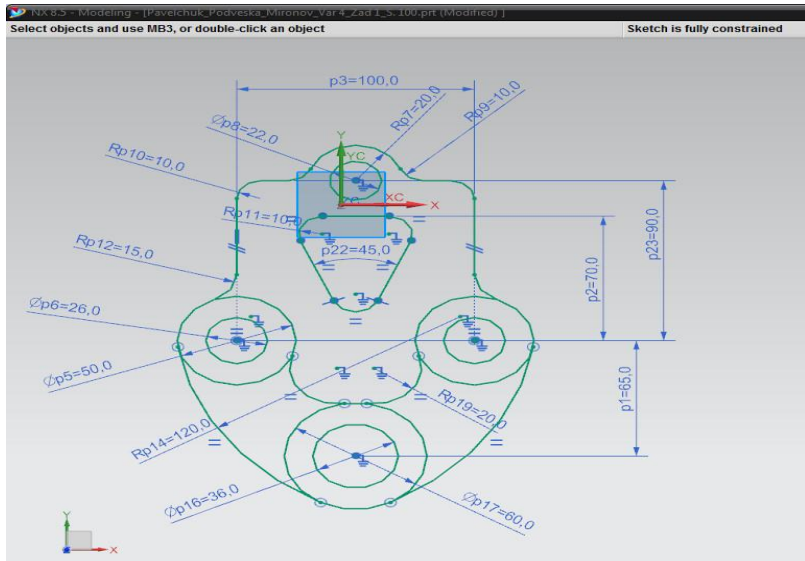 NX 8.5 - Modeling - [Pavelchuk_Podveska_Mironov_Var 4_Zad 1_S. 100.prt (Modified) ]
Select objects and use MB3, or double-click an object
Sketch is fully constrained
p3=100,0
Rp7=20,0
Rp9=10,0
Øp8=22,0
Y
YC
Rp10=10,0
XC
X
Rp11=10,0
Rp12=15,0
p22=45,0
p2=70,0
p23=90,0
Øp6=26,0
Øp5=50,0
p1=65,0
Rp19=20,0
Rp14=120,0
Øp16=36,0
Øp17=60,0
Y
X